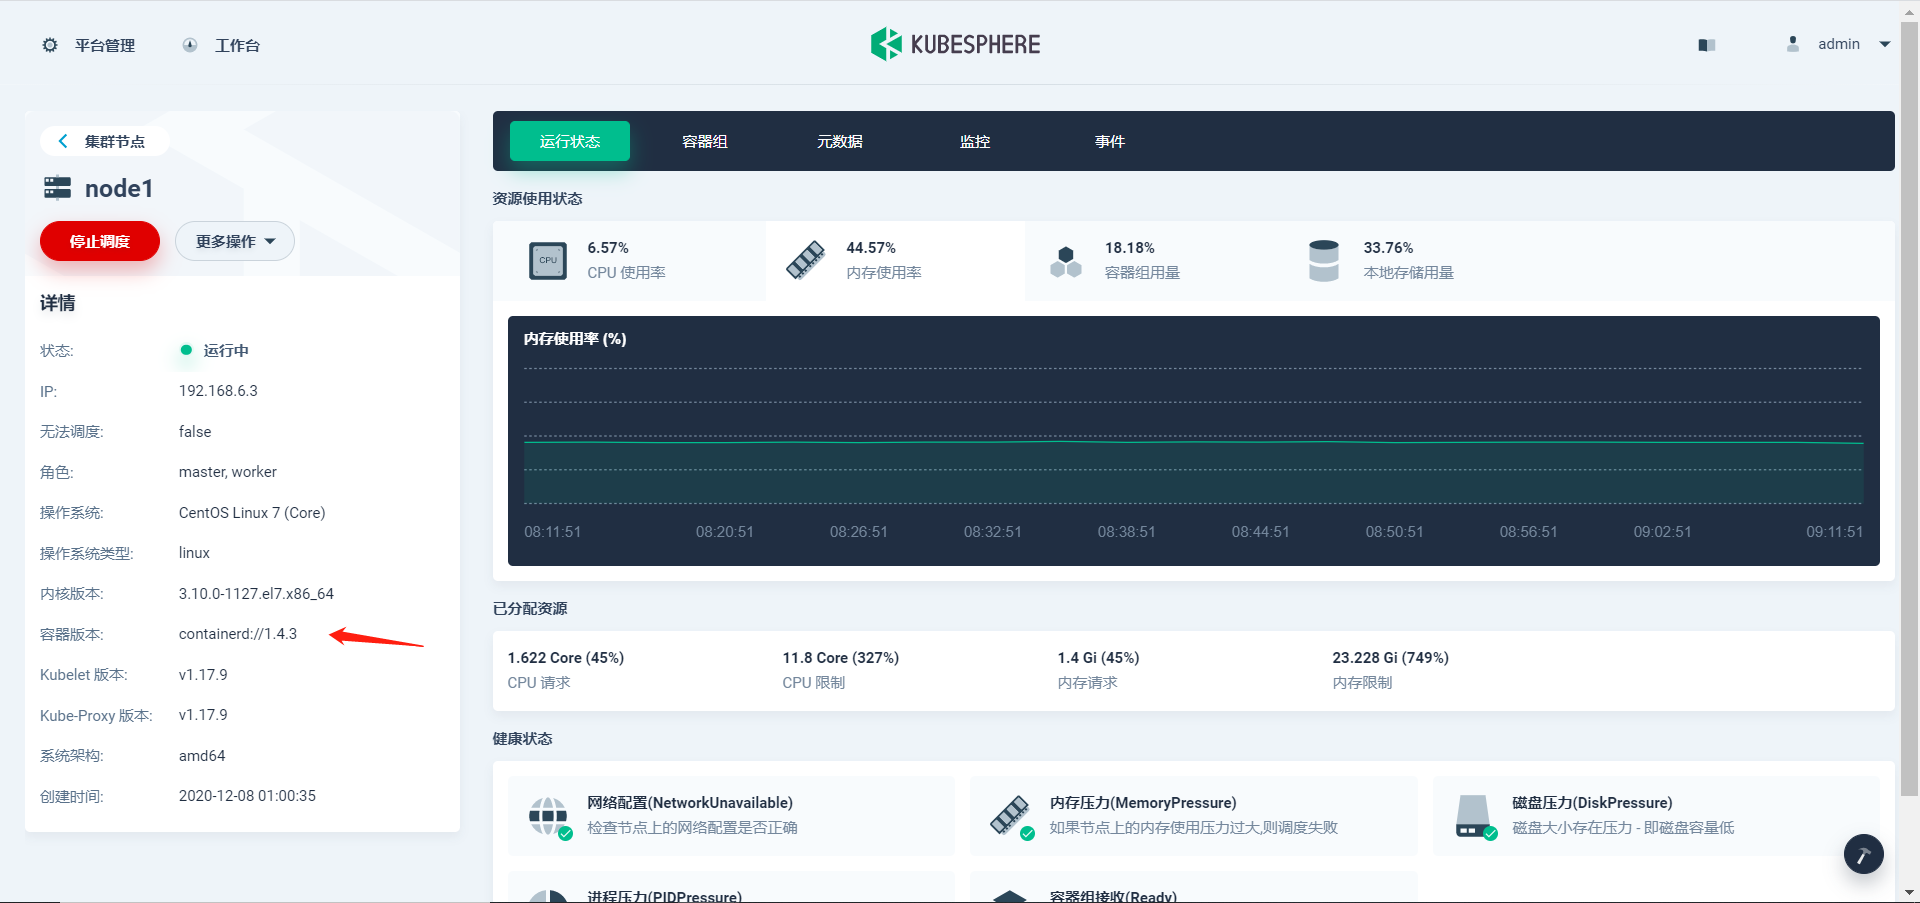 平台管理
工作台
KUBESPHERE
admin
集群节点
node1
停止调度
更多操作
详情
状态:
运行中
IP:
192.168.6.3
无法调度:
false
角色:
master, worker
操作系统:
CentOS Linux 7 (Core)
操作系统类型:
linux
内核版本:
3.10.0-1127.el7.x86_64
容器版本:
containerd://1.4.3
Kubelet 版本:
v1.17.9
Kube-Proxy 版本:
v1.17.9
系统架构:
amd64
创建时间:
2020-12-08 01:00:35
运行状态
容器组
元数据
监控
事件
资源使用状态
CPU
6.57%
CPU 使用率
44.57%
内存使用率
18.18%
容器组用量
33.76%
本地存储用量
内存使用率 (%)
08:11:51
08:20:51
08:26:51
08:32:51
08:38:51
08:44:51
08:50:51
08:56:51
09:02:51
09:11:51
已分配资源
1.622 Core (45%)
CPU 请求
11.8 Core (327%)
CPU 限制
1.4 Gi (45%)
内存请求
23.228 Gi (749%)
内存限制
健康状态
网络配置(NetworkUnavailable)
检查节点上的网络配置是否正确
内存压力(MemoryPressure)
如果节点上的内存使用压力过大,则调度失败
磁盘压力(DiskPressure)
磁盘大小存在压力 - 即磁盘容量低
进程压力(PIDPressure)
容器组接收(Ready)